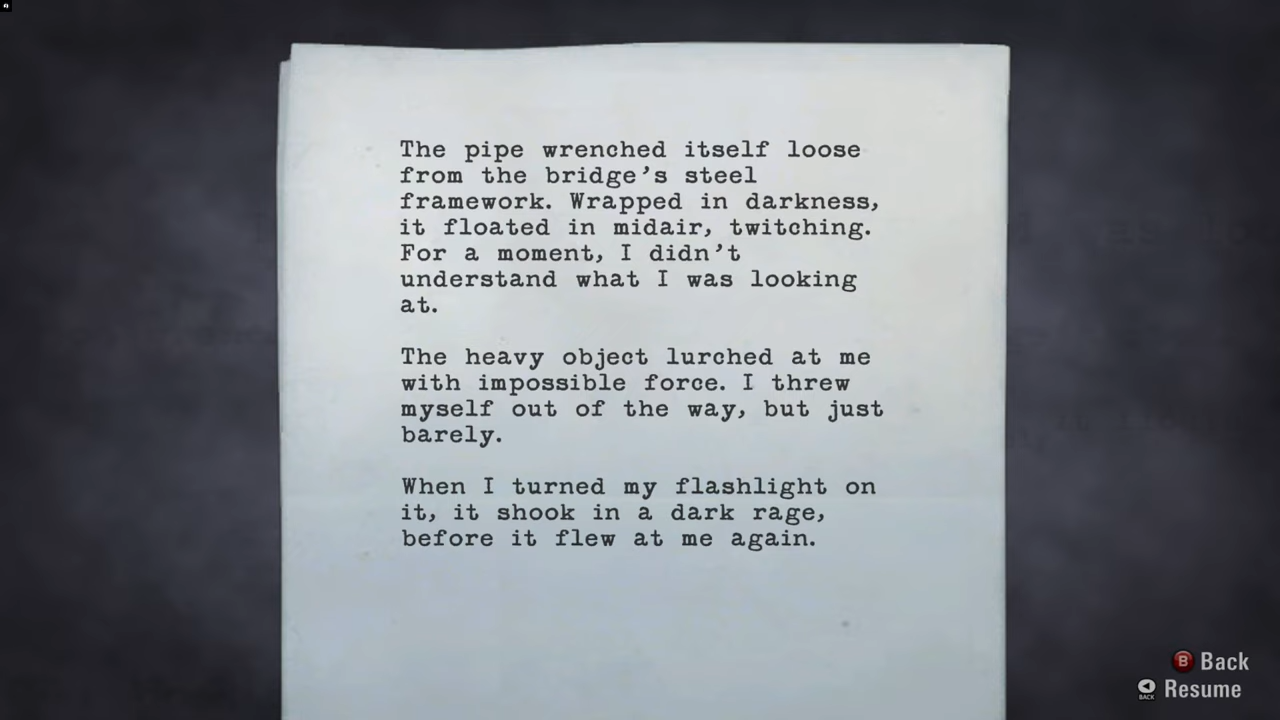 The pipe wrenched itself loose
from the bridge's steel
framework. Wrapped in darkness,
it floated in midair, twitching.
For a moment, I didn't
understand what I was looking
at.
The heavy object lurched at me
with impossible force. I threw
myself out of the way, but just
barely.
When I turned my flashlight on
it, it shook in a dark rage,
before it flew at me again.
B Back
BACK Resume